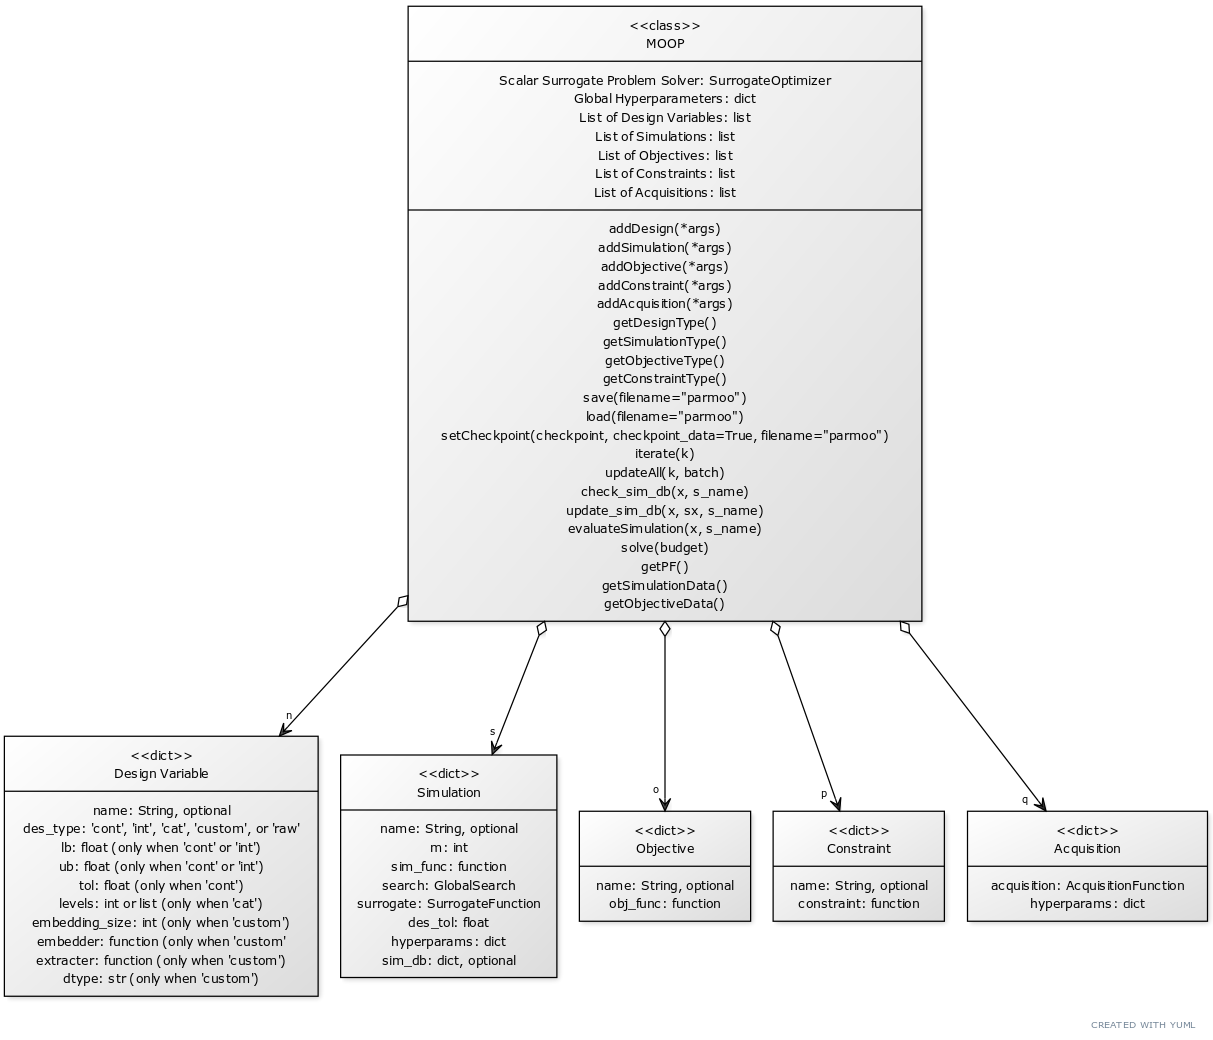 <<class>>
MOOP
Scalar Surrogate Problem Solver: SurrogateOptimizer
Global Hyperparameters: dict
List of Design Variables: list
List of Simulations: list
List of Objectives: list
List of Constraints: list
List of Acquisitions: list
addDesign(*args)
addSimulation(*args)
addObjective(*args)
addConstraint(*args)
addAcquisition(*args)
getDesignType()
getSimulationType()
getObjectiveType()
getConstraintType()
save(filename="parmoo")
load(filename="parmoo")
setCheckpoint(checkpoint, checkpoint_data=True, filename="parmoo")
iterate(k)
updateAll(k, batch)
check_sim_db(x, s_name)
update_sim_db(x, sx, s_name)
evaluateSimulation(x, s_name)
solve(budget)
getPF()
getSimulationData()
getObjectiveData()
n
s
o
p
q
<<dict>>
Design Variable
name: String, optional
des_type: 'cont', 'int', 'cat', 'custom', or 'raw'
lb: float (only when 'cont' or 'int')
ub: float (only when 'cont' or 'int')
tol: float (only when 'cont')
levels: int or list (only when 'cat')
embedding_size: int (only when 'custom')
embedder: function (only when 'custom'
extracter: function (only when 'custom')
dtype: str (only when 'custom')
<<dict>>
Simulation
name: String, optional
m: int
sim_func: function
search: GlobalSearch
surrogate: SurrogateFunction
des_tol: float
hyperparams: dict
sim_db: dict, optional
<<dict>>
Objective
name: String, optional
obj_func: function
<<dict>>
Constraint
name: String, optional
constraint: function
<<dict>>
Acquisition
acquisition: AcquisitionFunction
hyperparams: dict
CREATED WITH YUML